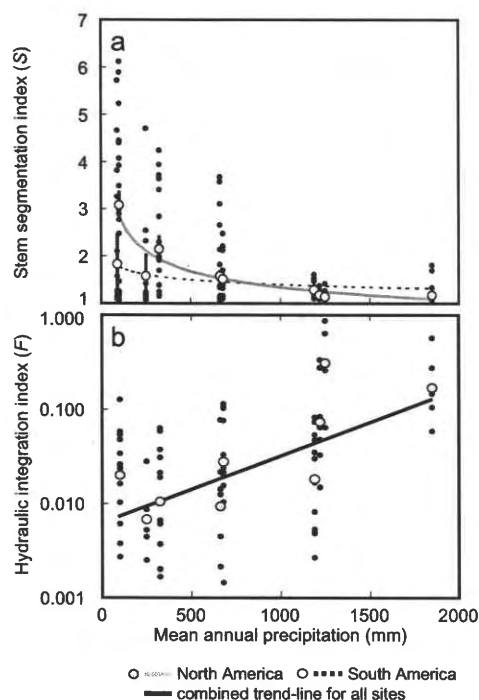 7
a
6
5
4
3
2
1
Stem segmentation index (S)
1.000
b
0.100
0.010
0.001
Hydraulic integration index (F)
0 500 1000 1500 2000
Mean annual precipitation (mm)
North America South America
combined trend-line for all sites